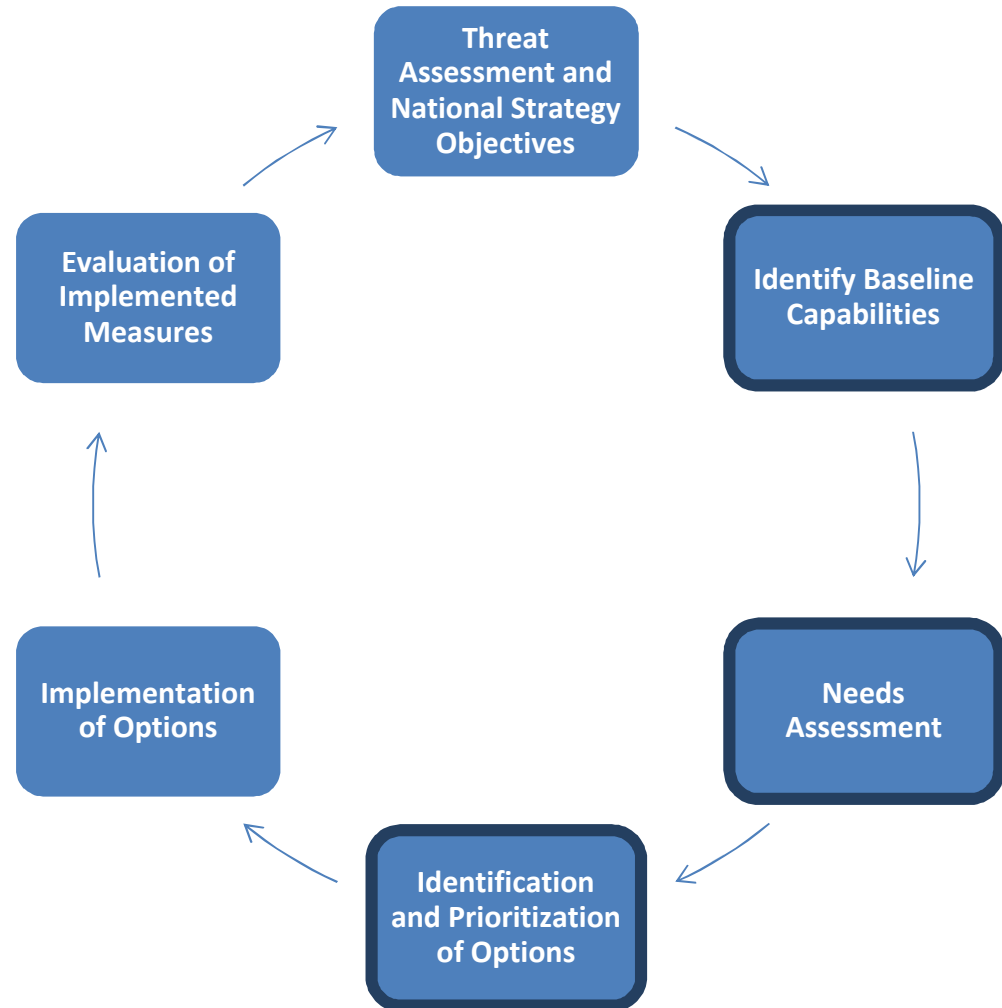 Threat
Assessment and
National Strategy
Objectives
Identify Baseline
Capabilities
Needs
Assessment
Identification
and Prioritization
of Options
Implementation
of Options
Evaluation of
Implemented
Measures